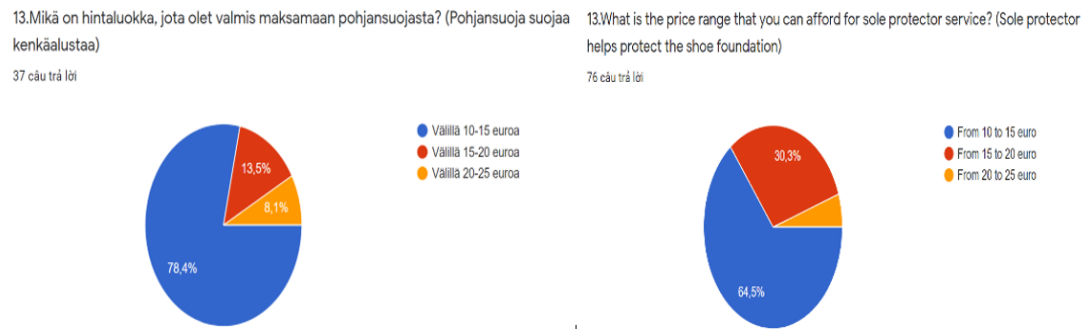 13.Mikä on hintaluokka, jota olet valmis maksamaan pohjansuojasta? (Pohjansuoja suojaa
kenkäalustaa)
37 câu trả lời
Välillä 10-15 euroa
Välillä 15-20 euroa
Välillä 20-25 euroa
13,5%
8,1%
78,4%
13.What is the price range that you can afford for sole protector service? (Sole protector
helps protect the shoe foundation)
76 câu trả lời
From 10 to 15 euro
From 15 to 20 euro
From 20 to 25 euro
30,3%
64,5%